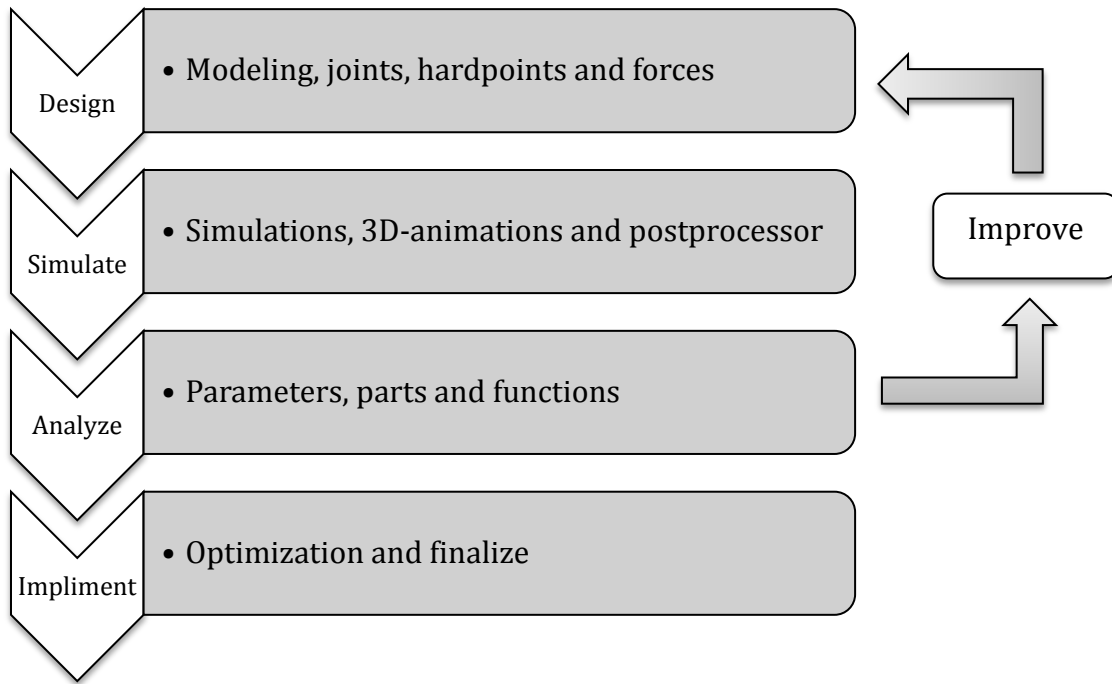 Design
• Modeling, joints, hardpoints and forces
Simulate
• Simulations, 3D-animations and postprocessor
Improve
Analyze
• Parameters, parts and functions
Impliment
• Optimization and finalize